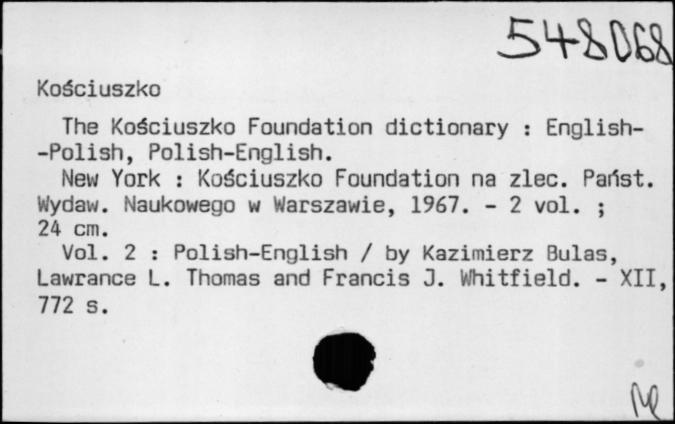 548068
Kościuszko
The Kościuszko Foundation dictionary : English-
-Polish, Polish-English.
New York : Kościuszko Foundation na zlec. Państ.
Wydaw. Naukowego w Warszawie, 1967. - 2 vol. ;
24 cm.
Vol. 2 : Polish-English / by Kazimierz Bulas,
Lawrance L. Thomas and Francis J. Whitfield. - XII,
772 s.